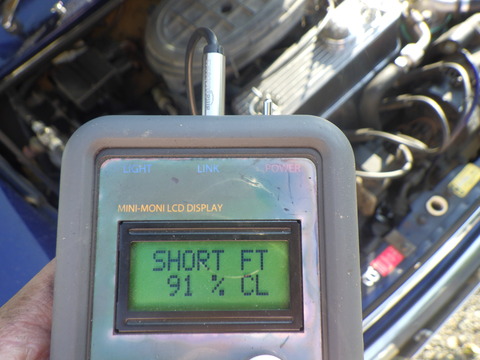 LIGHT LINK POWER
MINI-MONI LCD DISPLAY
SHORT FT
91 % CL